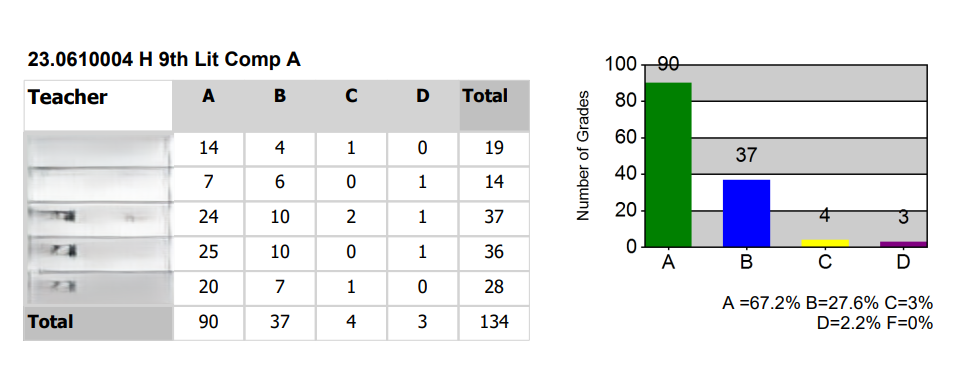 23.0610004 H 9th Lit Comp A
Teacher A B C D Total
14 4 1 0 19
7 6 0 1 14
24 10 2 1 37
25 10 0 1 36
20 7 1 0 28
Total 90 37 4 3 134
Number of Grades
100
80
60
40
20
0
90
37
4
3
A B C D
A =67.2% B=27.6% C=3%
D=2.2% F=0%